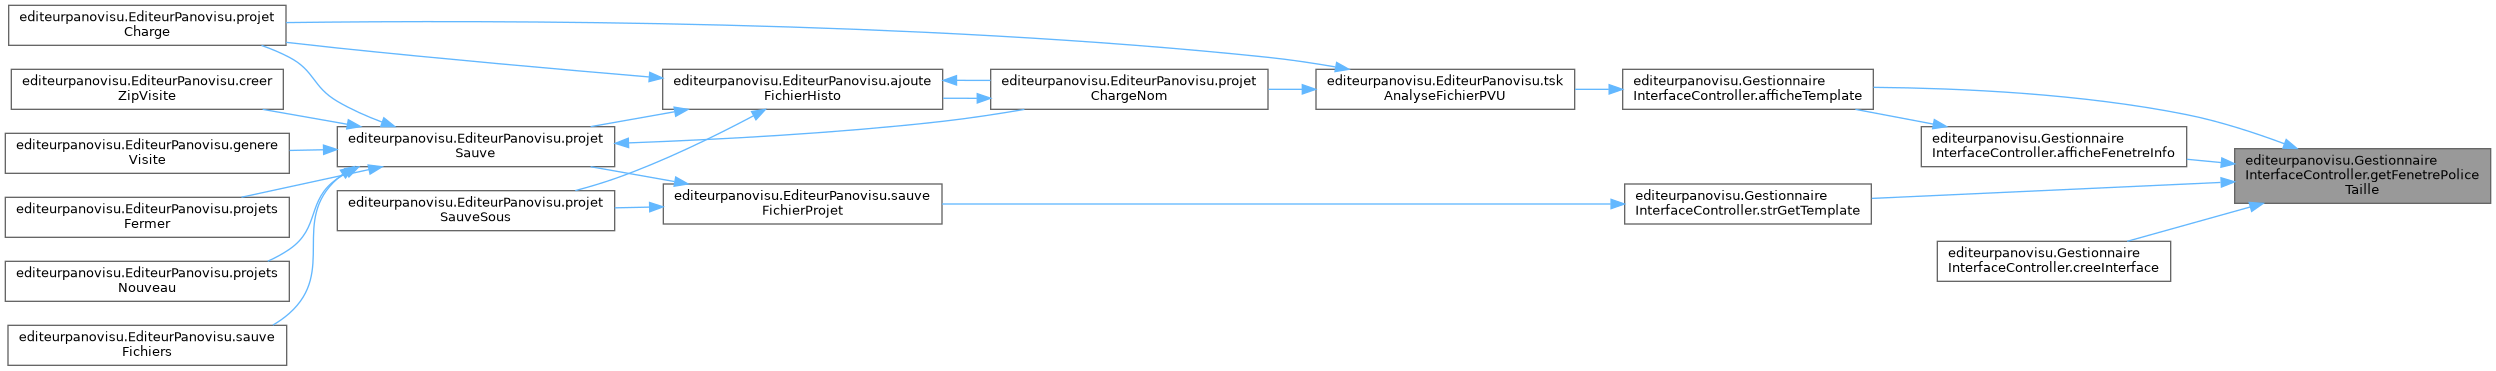 editeurpanovisu.EditeurPanovisu.projet
Charge
editeurpanovisu.EditeurPanovisu.creer
ZipVisite
editeurpanovisu.EditeurPanovisu.genere
Visite
editeurpanovisu.EditeurPanovisu.projets
Fermer
editeurpanovisu.EditeurPanovisu.projets
Nouveau
editeurpanovisu.EditeurPanovisu.sauve
Fichiers
editeurpanovisu.EditeurPanovisu.projet
Sauve
editeurpanovisu.EditeurPanovisu.projet
SauveSous
editeurpanovisu.EditeurPanovisu.ajoute
FichierHisto
editeurpanovisu.EditeurPanovisu.sauve
FichierProjet
editeurpanovisu.EditeurPanovisu.projet
ChargeNom
editeurpanovisu.EditeurPanovisu.tsk
AnalyseFichierPVU
editeurpanovisu.Gestionnaire
InterfaceController.afficheTemplate
editeurpanovisu.Gestionnaire
InterfaceController.strGetTemplate
editeurpanovisu.Gestionnaire
InterfaceController.afficheFenetreInfo
editeurpanovisu.Gestionnaire
InterfaceController.creeInterface
editeurpanovisu.Gestionnaire
InterfaceController.getFenetrePolice
Taille